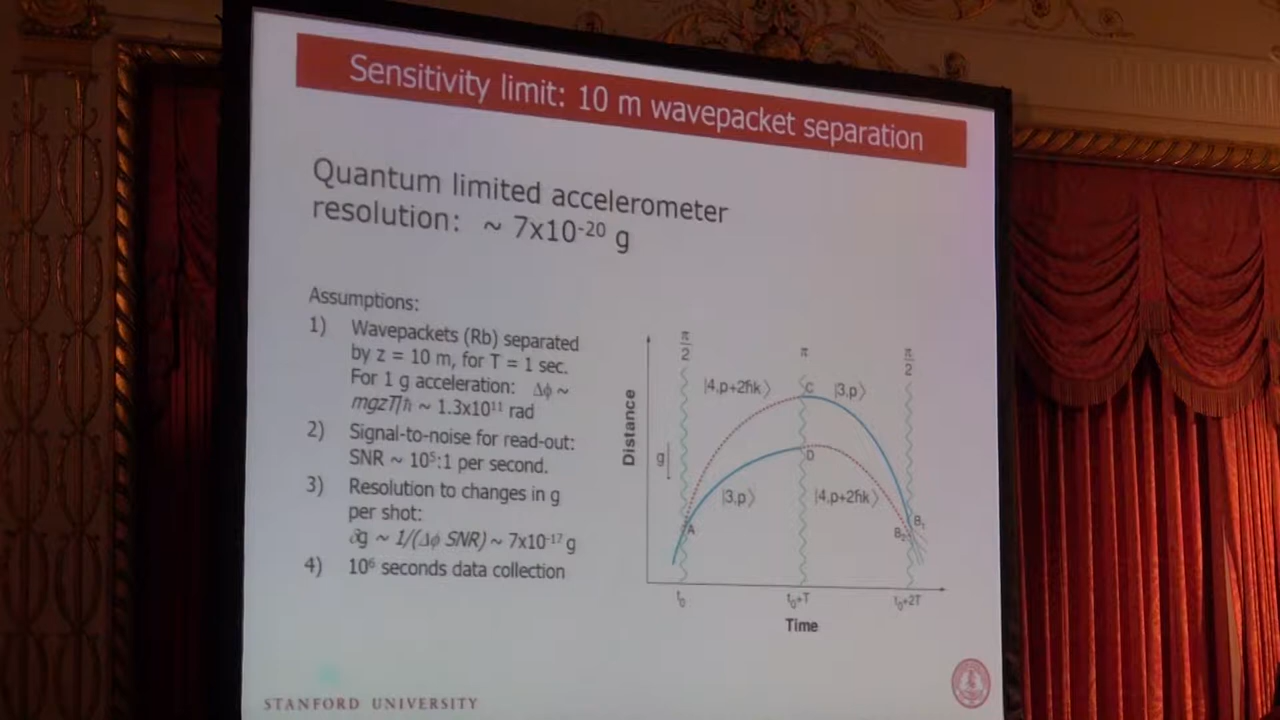 Sensitivity limit: 10 m wavepacket separation
Quantum limited accelerometer
resolution: ~ 7x10⁻²⁰ g
Assumptions:
1) Wavepackets (Rb) separated
by z = 10 m, for T = 1 sec.
For 1 g acceleration: Δϕ ~
mgzT/ħ ~ 1.3x10¹¹ rad
2) Signal-to-noise for read-out:
SNR ~ 10⁵:1 per second.
3) Resolution to changes in g
per shot:
∂g ~ 1/(Δϕ SNR) ~ 7x10⁻¹⁷ g
4) 10⁶ seconds data collection
π/2
π
π/2
|4,p+2ħk⟩
C
|3,p⟩
Distance
g
D
|3,p⟩
|4,p+2ħk⟩
A
B₁
B₂
t₀
t₀+T
t₀+2T
Time
STANFORD UNIVERSITY